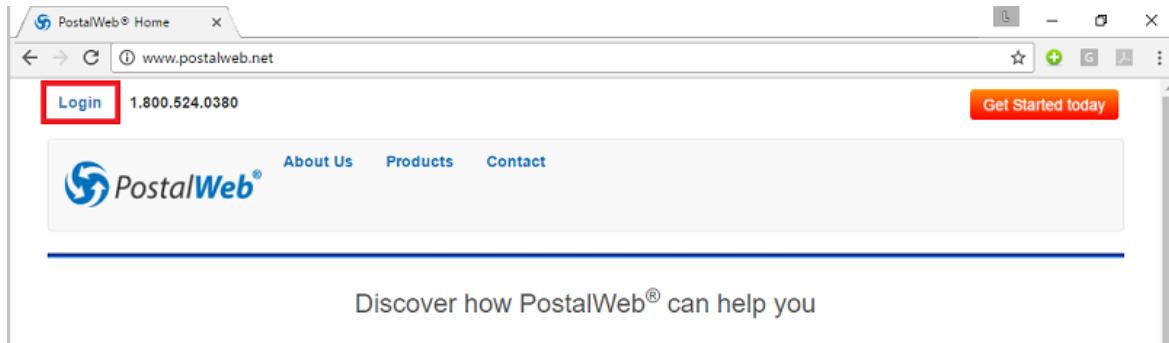 PostalWeb® Home
L
www.postalweb.net
G
Login 1.800.524.0380
Get Started today
PostalWeb®
About Us Products Contact
Discover how PostalWeb® can help you